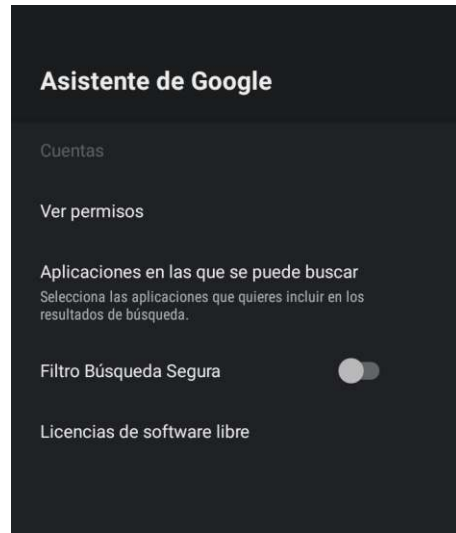 Asistente de Google
Cuentas
Ver permisos
Aplicaciones en las que se puede buscar
Selecciona las aplicaciones que quieres incluir en los
resultados de búsqueda.
Filtro Búsqueda Segura
Licencias de software libre